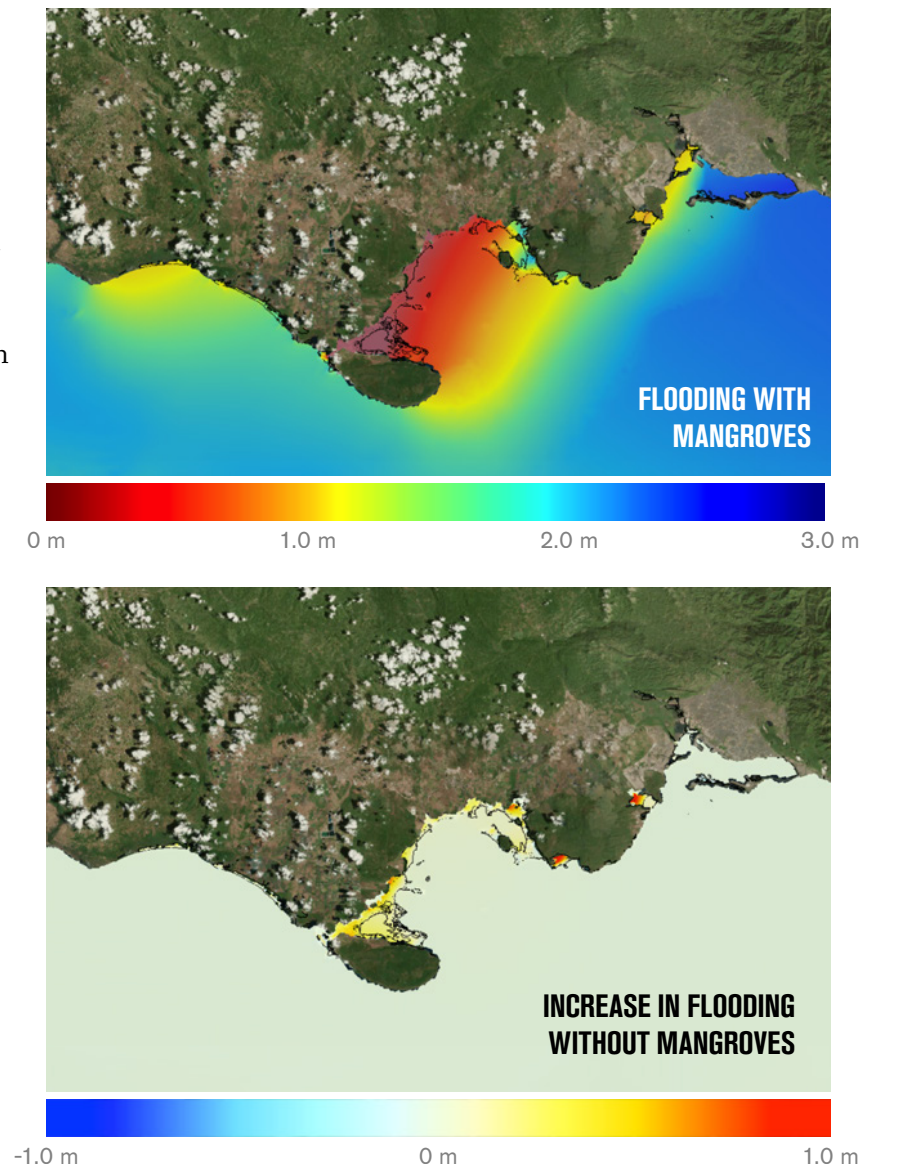 n
FLOODING WITH
MANGROVES
0 m 1.0 m 2.0 m 3.0 m
INCREASE IN FLOODING
WITHOUT MANGROVES
-1.0 m 0 m 1.0 m